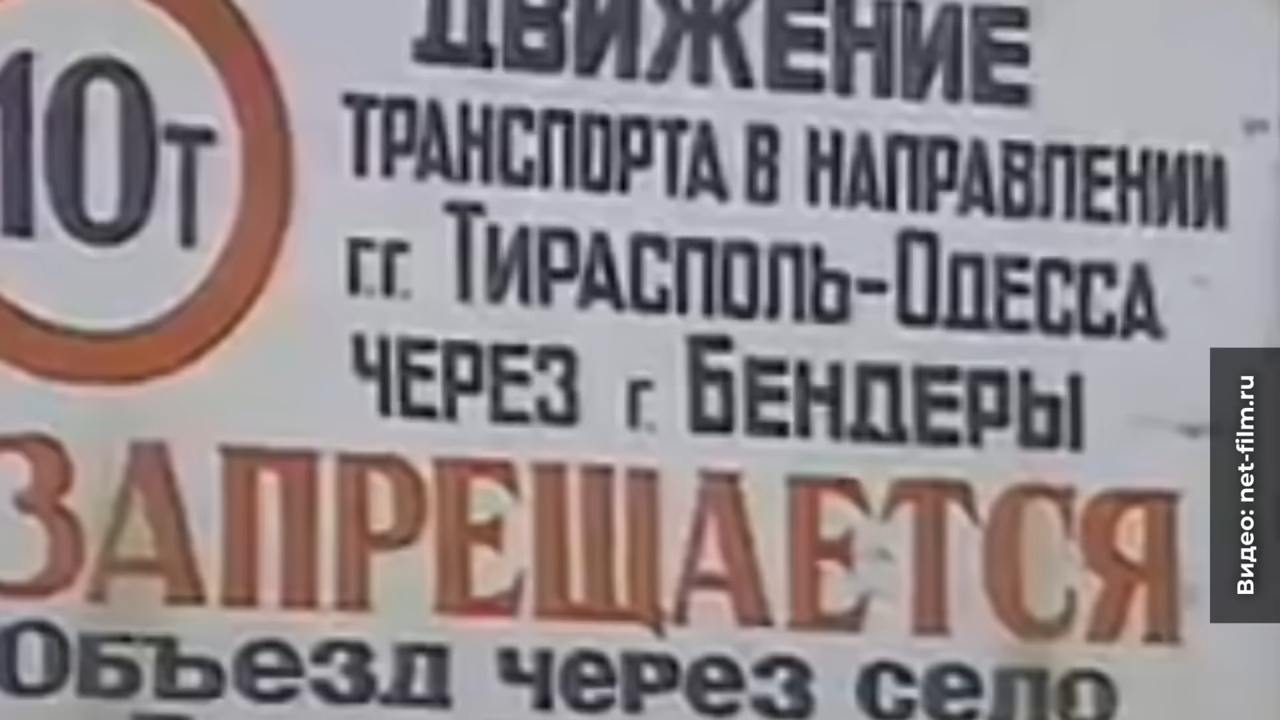 10т
ДВИЖЕНИЕ
ТРАНСПОРТА В НАПРАВЛЕНИИ
г.г. ТИРАСПОЛЬ-ОДЕССА
ЧЕРЕЗ г. БЕНДЕРЫ
ЗАПРЕЩАЕТСЯ
Объезд через село
Видео: net-film.ru